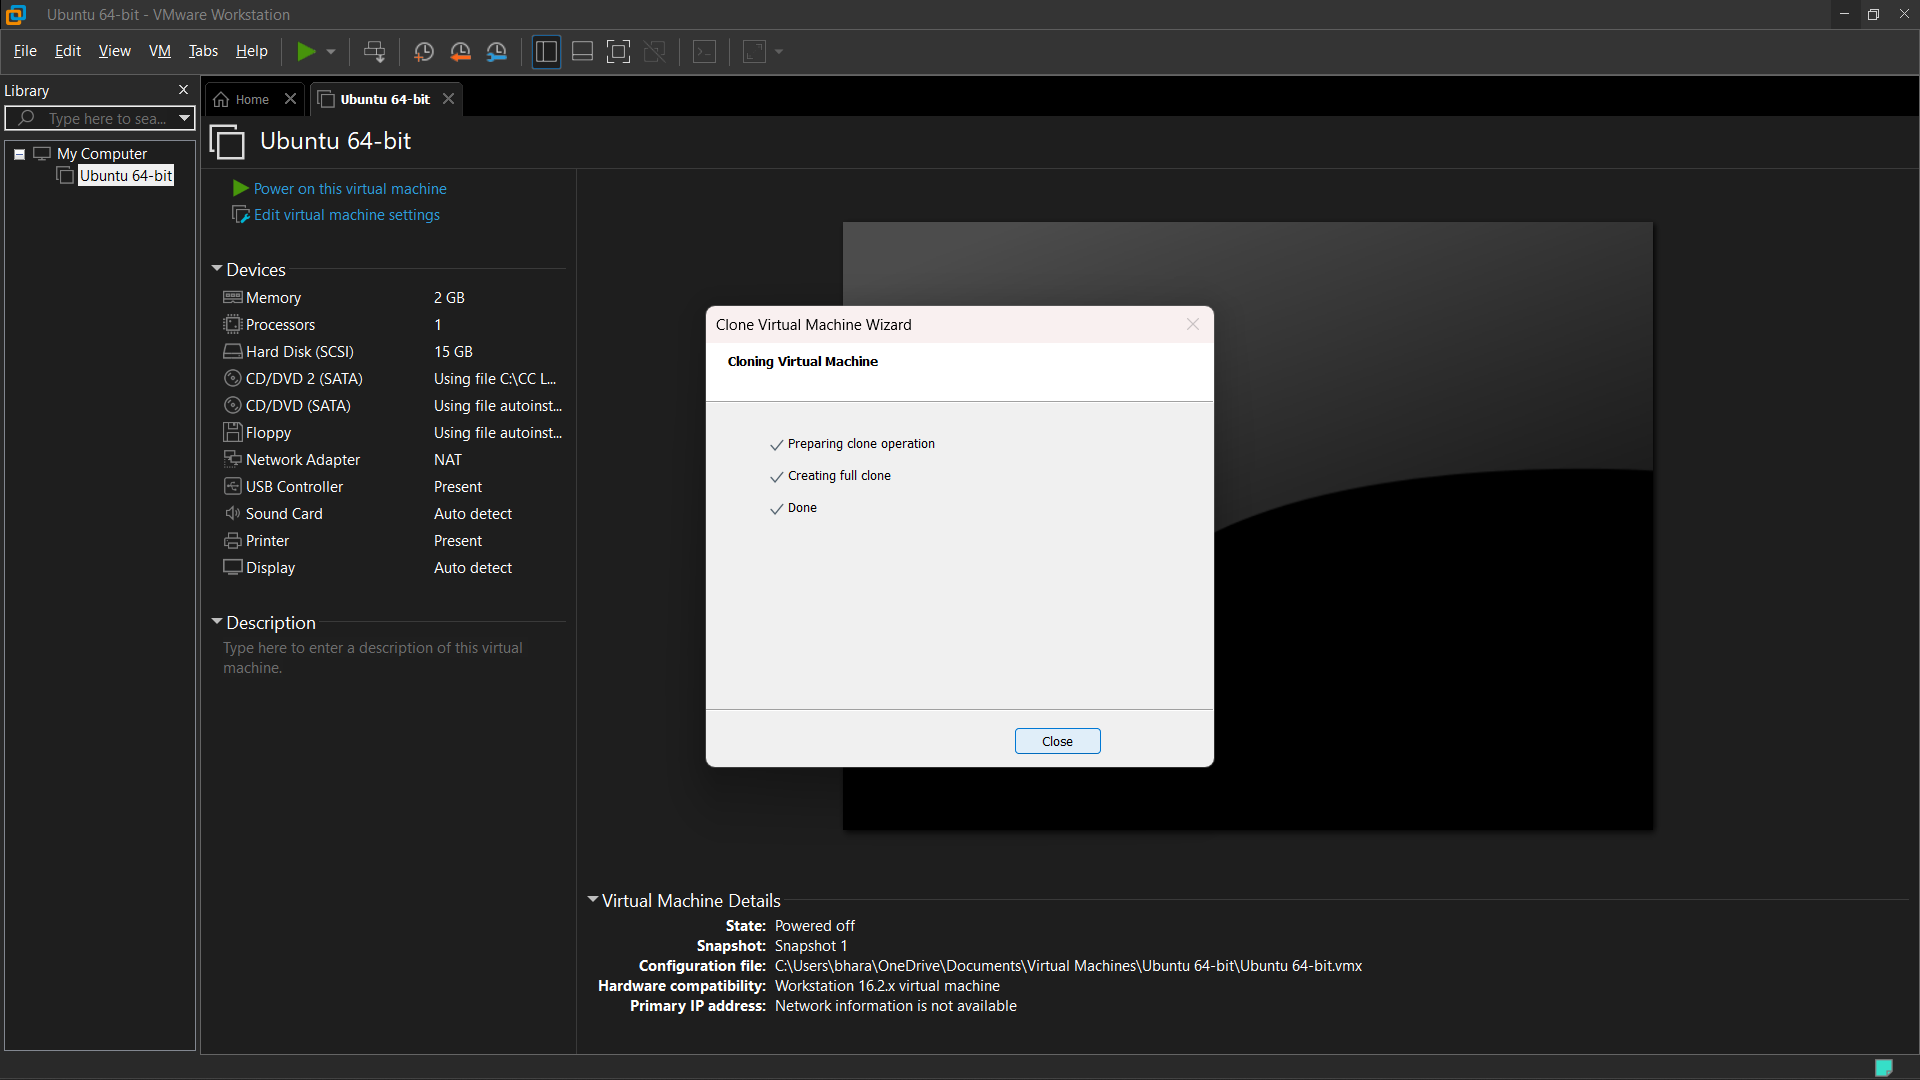 Ubuntu 64-bit - VMware Workstation
File Edit View VM Tabs Help
Library
Type here to sea...
My Computer
Ubuntu 64-bit
Home
Ubuntu 64-bit
Ubuntu 64-bit
Power on this virtual machine
Edit virtual machine settings
Devices
Memory 2 GB
Processors 1
Hard Disk (SCSI) 15 GB
CD/DVD 2 (SATA) Using file C:\CC L...
CD/DVD (SATA) Using file autoinst...
Floppy Using file autoinst...
Network Adapter NAT
USB Controller Present
Sound Card Auto detect
Printer Present
Display Auto detect
Description
Type here to enter a description of this virtual
machine.
Clone Virtual Machine Wizard
Cloning Virtual Machine
Preparing clone operation
Creating full clone
Done
Close
Virtual Machine Details
State: Powered off
Snapshot: Snapshot 1
Configuration file: C:\Users\bhara\OneDrive\Documents\Virtual Machines\Ubuntu 64-bit\Ubuntu 64-bit.vmx
Hardware compatibility: Workstation 16.2.x virtual machine
Primary IP address: Network information is not available